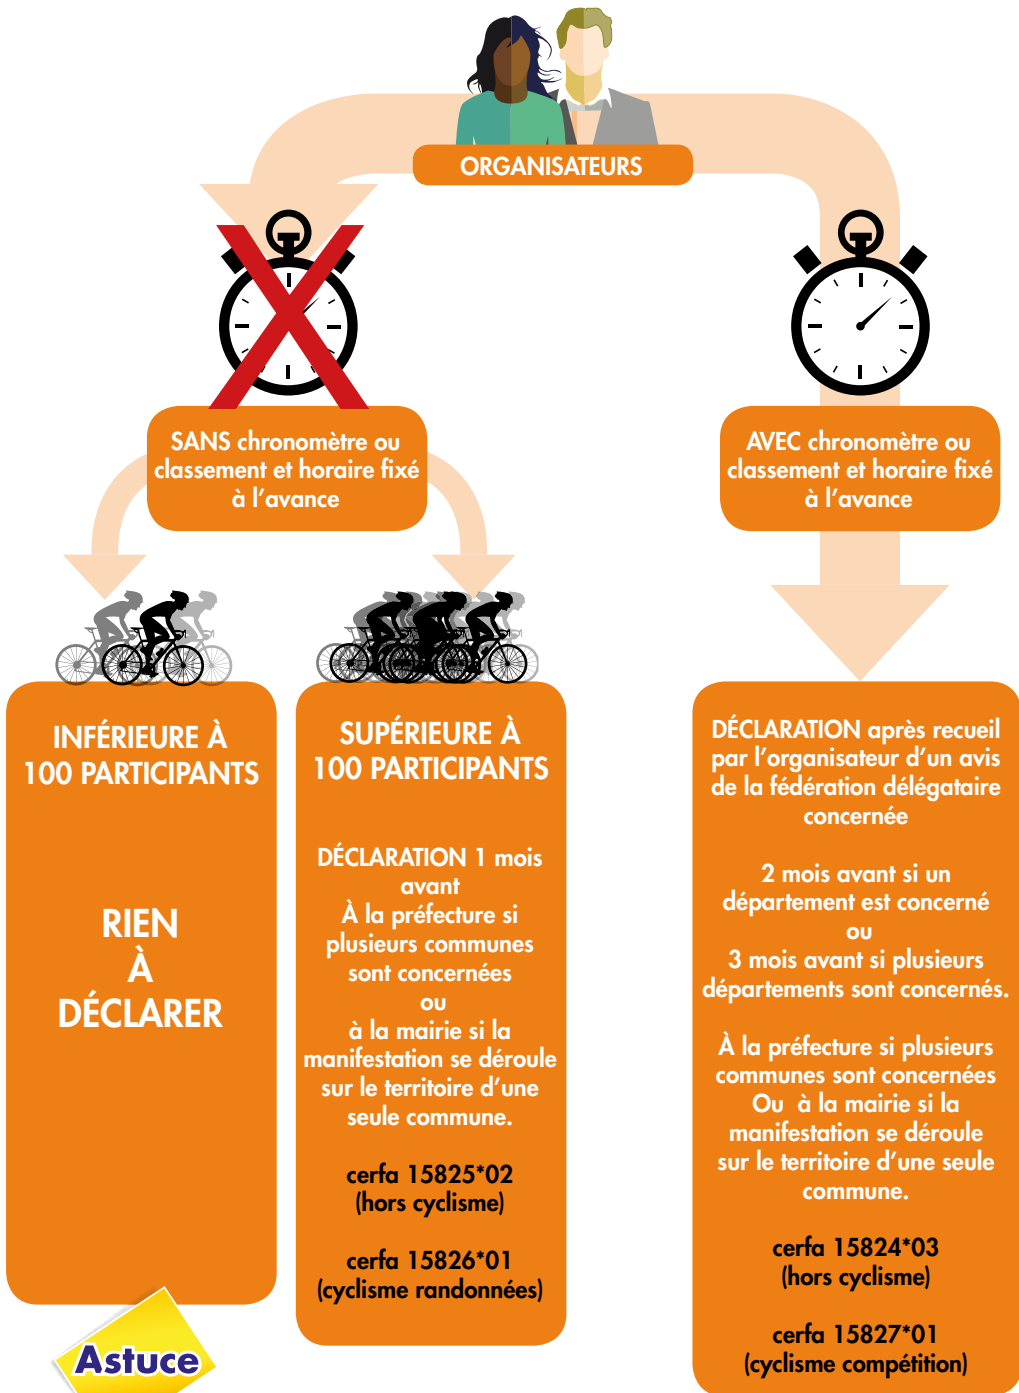 ORGANISATEURS
SANS chronomètre ou
classement et horaire fixé
à l'avance
AVEC chronomètre ou
classement et horaire fixé
à l'avance
INFÉRIEURE À
100 PARTICIPANTS
RIEN
À
DÉCLARER
SUPÉRIEURE À
100 PARTICIPANTS
DÉCLARATION 1 mois
avant
À la préfecture si
plusieurs communes
sont concernées
ou
à la mairie si la
manifestation se déroule
sur le territoire d'une
seule commune.
cerfa 15825*02
(hors cyclisme)
cerfa 15826*01
(cyclisme randonnées)
DÉCLARATION après recueil
par l'organisateur d'un avis
de la fédération délégataire
concernée
2 mois avant si un
département est concerné
ou
3 mois avant si plusieurs
départements sont concernés.
À la préfecture si plusieurs
communes sont concernées
Ou à la mairie si la
manifestation se déroule
sur le territoire d'une seule
commune.
cerfa 15824*03
(hors cyclisme)
cerfa 15827*01
(cyclisme compétition)
Astuce